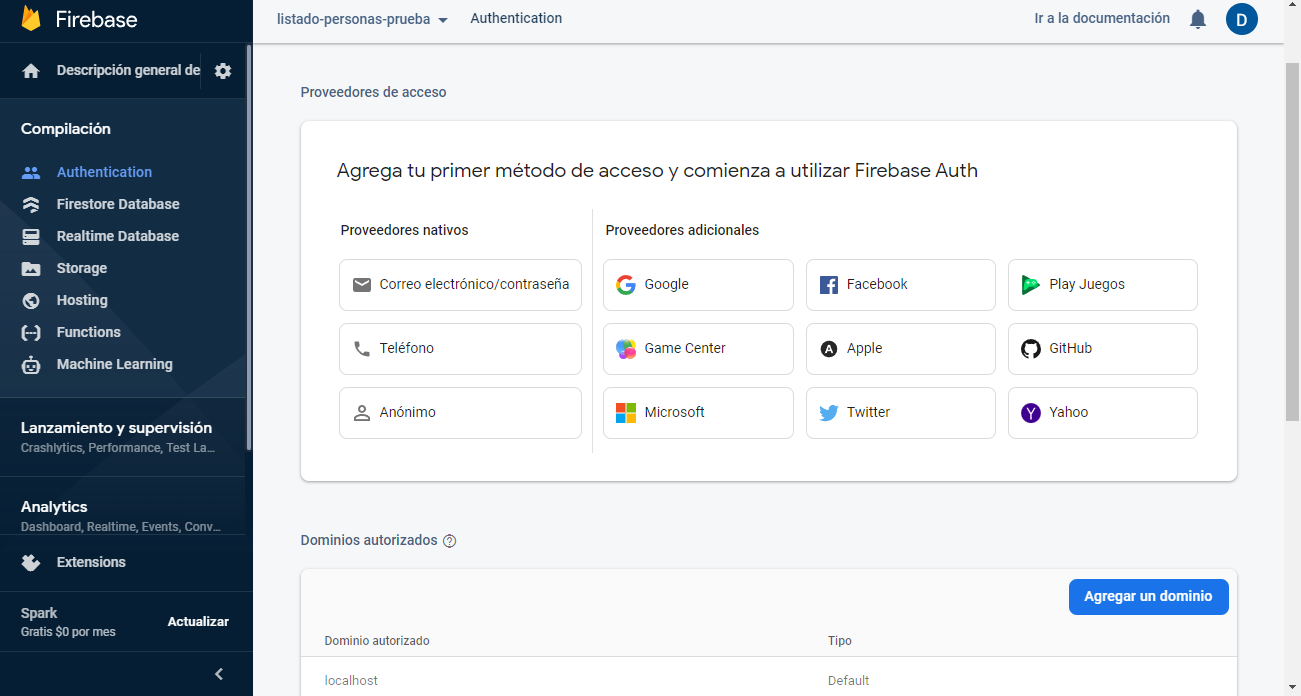 Firebase
Descripción general de
Compilación
Authentication
Firestore Database
Realtime Database
Storage
Hosting
Functions
Machine Learning
Lanzamiento y supervisión
Crashlytics, Performance, Test La...
Analytics
Dashboard, Realtime, Events, Conv...
Extensions
Spark
Gratis $0 por mes
Actualizar
listado-personas-prueba
Authentication
Ir a la documentación
D
Proveedores de acceso
Agrega tu primer método de acceso y comienza a utilizar Firebase Auth
Proveedores nativos
Proveedores adicionales
Correo electrónico/contraseña
Google
Facebook
Play Juegos
Teléfono
Game Center
Apple
GitHub
Anónimo
Microsoft
Twitter
Yahoo
Dominios autorizados
Agregar un dominio
Dominio autorizado
Tipo
localhost
Default